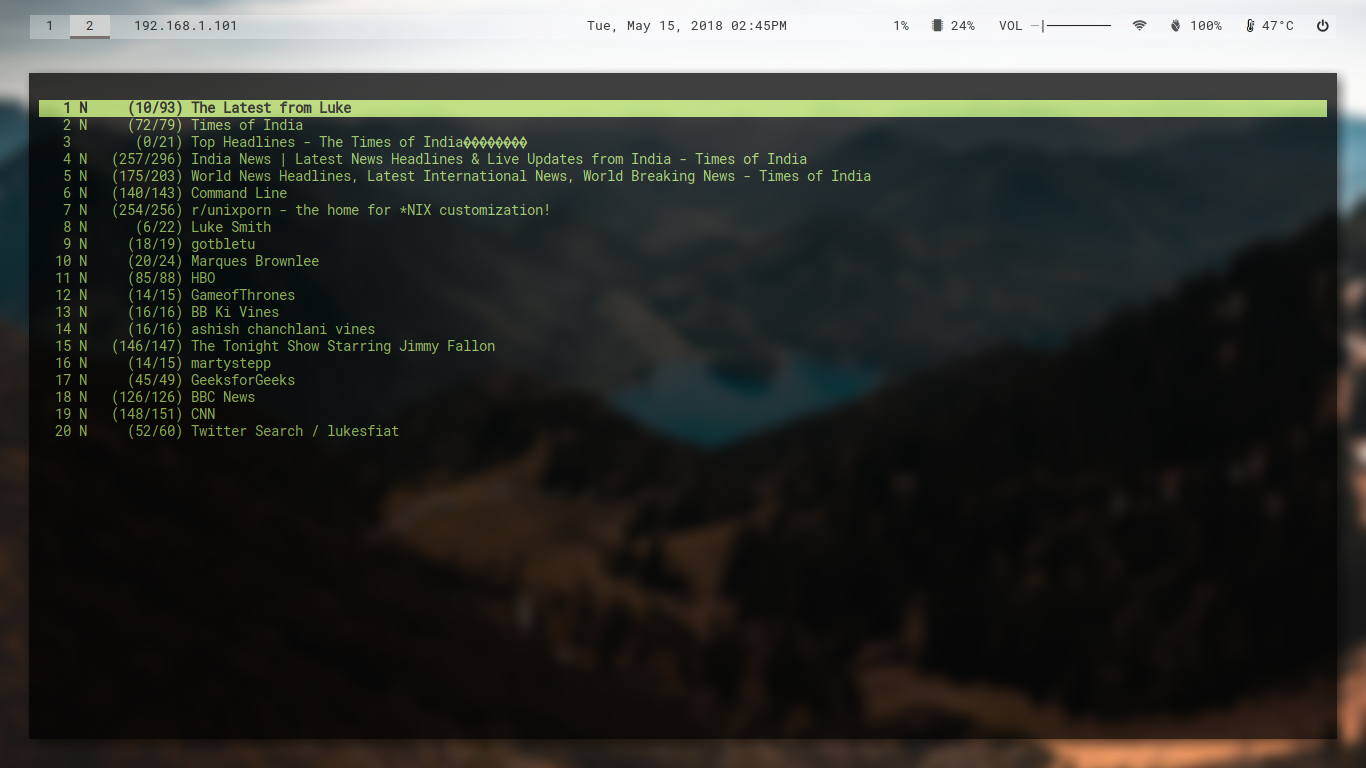 1 2 192.168.1.101 Tue, May 15, 2018 02:45PM 1% 24% VOL 100% 47°C
1 N (10/93) The Latest from Luke
2 N (72/79) Times of India
3 (0/21) Top Headlines - The Times of India��������
4 N (257/296) India News | Latest News Headlines & Live Updates from India - Times of India
5 N (175/203) World News Headlines, Latest International News, World Breaking News - Times of India
6 N (140/143) Command Line
7 N (254/256) r/unixporn - the home for *NIX customization!
8 N (6/22) Luke Smith
9 N (18/19) gotbletu
10 N (20/24) Marques Brownlee
11 N (85/88) HBO
12 N (14/15) GameofThrones
13 N (16/16) BB Ki Vines
14 N (16/16) ashish chanchlani vines
15 N (146/147) The Tonight Show Starring Jimmy Fallon
16 N (14/15) martystepp
17 N (45/49) GeeksforGeeks
18 N (126/126) BBC News
19 N (148/151) CNN
20 N (52/60) Twitter Search / lukesfiat